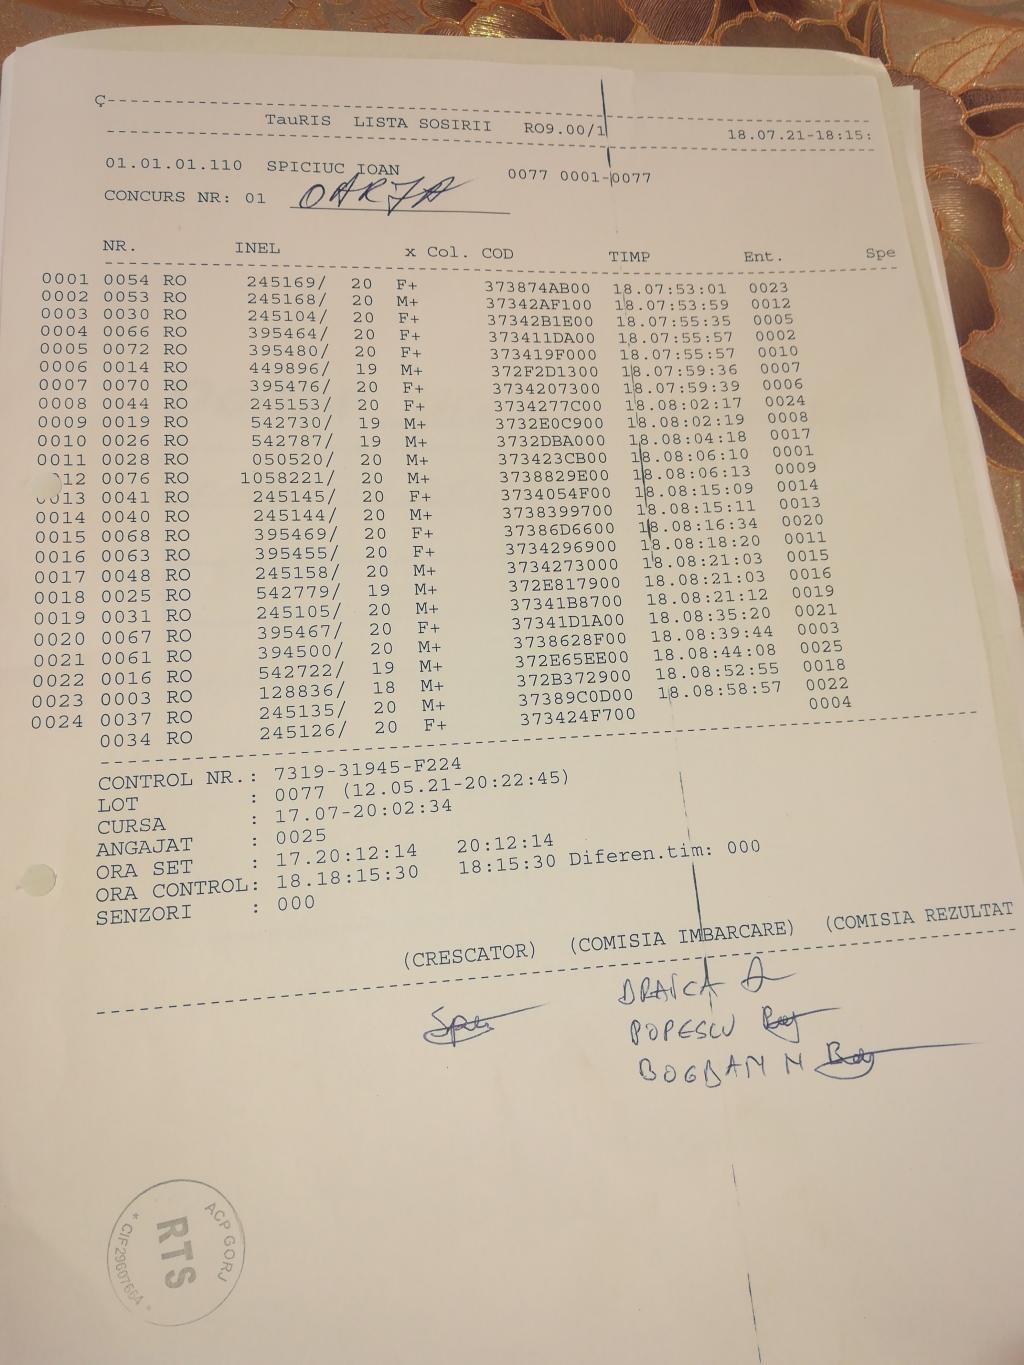 Ç
TauRIS LISTA SOSIRII RO9.00/1 18.07.21-18:15:
01.01.01.110 SPICIUC IOAN 0077 0001-0077
CONCURS NR: 01 OARJA
NR. INEL x Col. COD TIMP Ent. Spe
0001 0054 RO 245169/ 20 F+ 373874AB00 18.07:53:01 0023
0002 0053 RO 245168/ 20 M+ 37342AF100 18.07:53:59 0012
0003 0030 RO 245104/ 20 F+ 37342B1E00 18.07:55:35 0005
0004 0066 RO 395464/ 20 F+ 373411DA00 18.07:55:57 0002
0005 0072 RO 395480/ 20 F+ 373419F000 18.07:55:57 0010
0006 0014 RO 449896/ 19 M+ 372F2D1300 18.07:59:36 0007
0007 0070 RO 395476/ 20 F+ 3734207300 18.07:59:39 0006
0008 0044 RO 245153/ 20 F+ 3734277C00 18.08:02:17 0024
0009 0019 RO 542730/ 19 M+ 3732E0C900 18.08:02:19 0008
0010 0026 RO 542787/ 19 M+ 3732DBA000 18.08:04:18 0017
0011 0028 RO 050520/ 20 M+ 373423CB00 18.08:06:10 0001
12 0076 RO 1058221/ 20 M+ 3738829E00 18.08:06:13 0009
0013 0041 RO 245145/ 20 F+ 3734054F00 18.08:15:09 0014
0014 0040 RO 245144/ 20 M+ 3738399700 18.08:15:11 0013
0015 0068 RO 395469/ 20 F+ 37386D6600 18.08:16:34 0020
0016 0063 RO 395455/ 20 F+ 3734296900 18.08:18:20 0011
0017 0048 RO 245158/ 20 M+ 3734273000 18.08:21:03 0015
0018 0025 RO 542779/ 19 M+ 372E817900 18.08:21:03 0016
0019 0031 RO 245105/ 20 M+ 37341B8700 18.08:21:12 0019
0020 0067 RO 395467/ 20 F+ 37341D1A00 18.08:35:20 0021
0021 0061 RO 394500/ 20 M+ 3738628F00 18.08:39:44 0003
0022 0016 RO 542722/ 19 M+ 372E65EE00 18.08:44:08 0025
0023 0003 RO 128836/ 18 M+ 372B372900 18.08:52:55 0018
0024 0037 RO 245135/ 20 M+ 37389C0D00 18.08:58:57 0022
0034 RO 245126/ 20 F+ 373424F700 0004
CONTROL NR.: 7319-31945-F224
LOT : 0077 (12.05.21-20:22:45)
CURSA : 17.07-20:02:34
ANGAJAT : 0025
ORA SET : 17.20:12:14 20:12:14
ORA CONTROL: 18.18:15:30 18:15:30 Diferen.tim: 000
SENZORI : 000
(CRESCATOR) (COMISIA IMBARCARE) (COMISIA REZULTAT
POPESCU
BOGDAN N
ACP GORJ
RTS
* CIF29607664 *